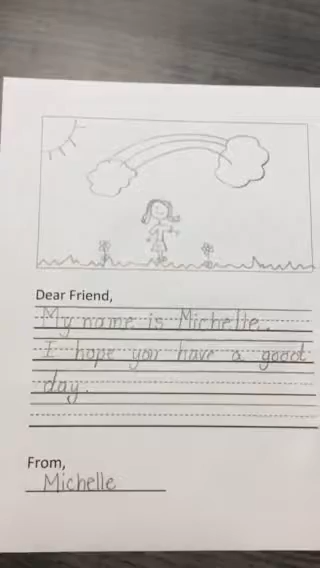 Dear Friend,
My name is Michelle.
I hope you have a good
day.
From,
Michelle